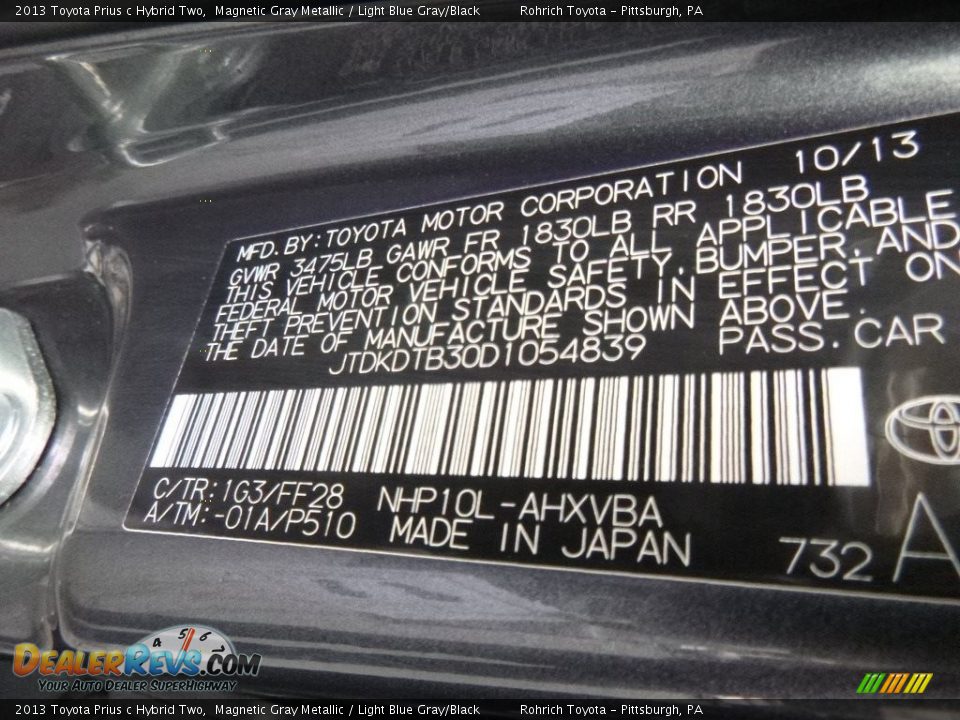 2013 Toyota Prius c Hybrid Two, Magnetic Gray Metallic / Light Blue Gray/Black Rohrich Toyota - Pittsburgh, PA
MFD.BY:TOYOTA MOTOR CORPORATION 10/13
GVWR 3475LB GAWR FR 1830LB RR 1830LB
THIS VEHICLE CONFORMS TO ALL APPLICABLE
FEDERAL MOTOR VEHICLE SAFETY,BUMPER,AND
THEFT PREVENTION STANDARDS IN EFFECT ON
THE DATE OF MANUFACTURE SHOWN ABOVE.
JTDKDTB30D1054839 PASS.CAR
C/TR:1G3/FF28 NHP10L-AHXVBA
A/TM:-01A/P510 MADE IN JAPAN
732 A
4 5 6
DealerRevs.com
Your Auto Dealer SuperHighway
2013 Toyota Prius c Hybrid Two, Magnetic Gray Metallic / Light Blue Gray/Black Rohrich Toyota - Pittsburgh, PA